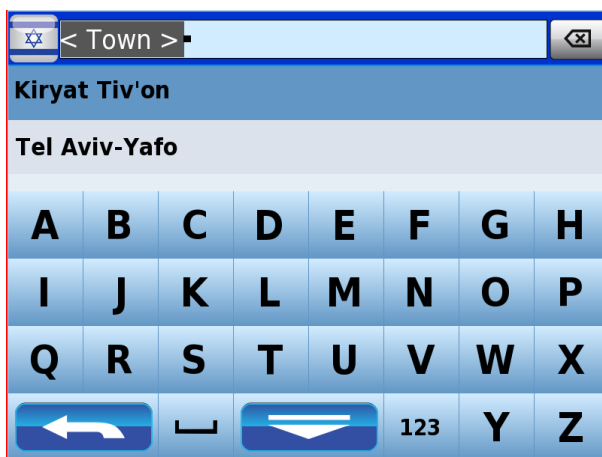 < Town >
Kiryat Tiv'on
Tel Aviv-Yafo
A B C D E F G H
I J K L M N O P
Q R S T U V W X
123 Y Z